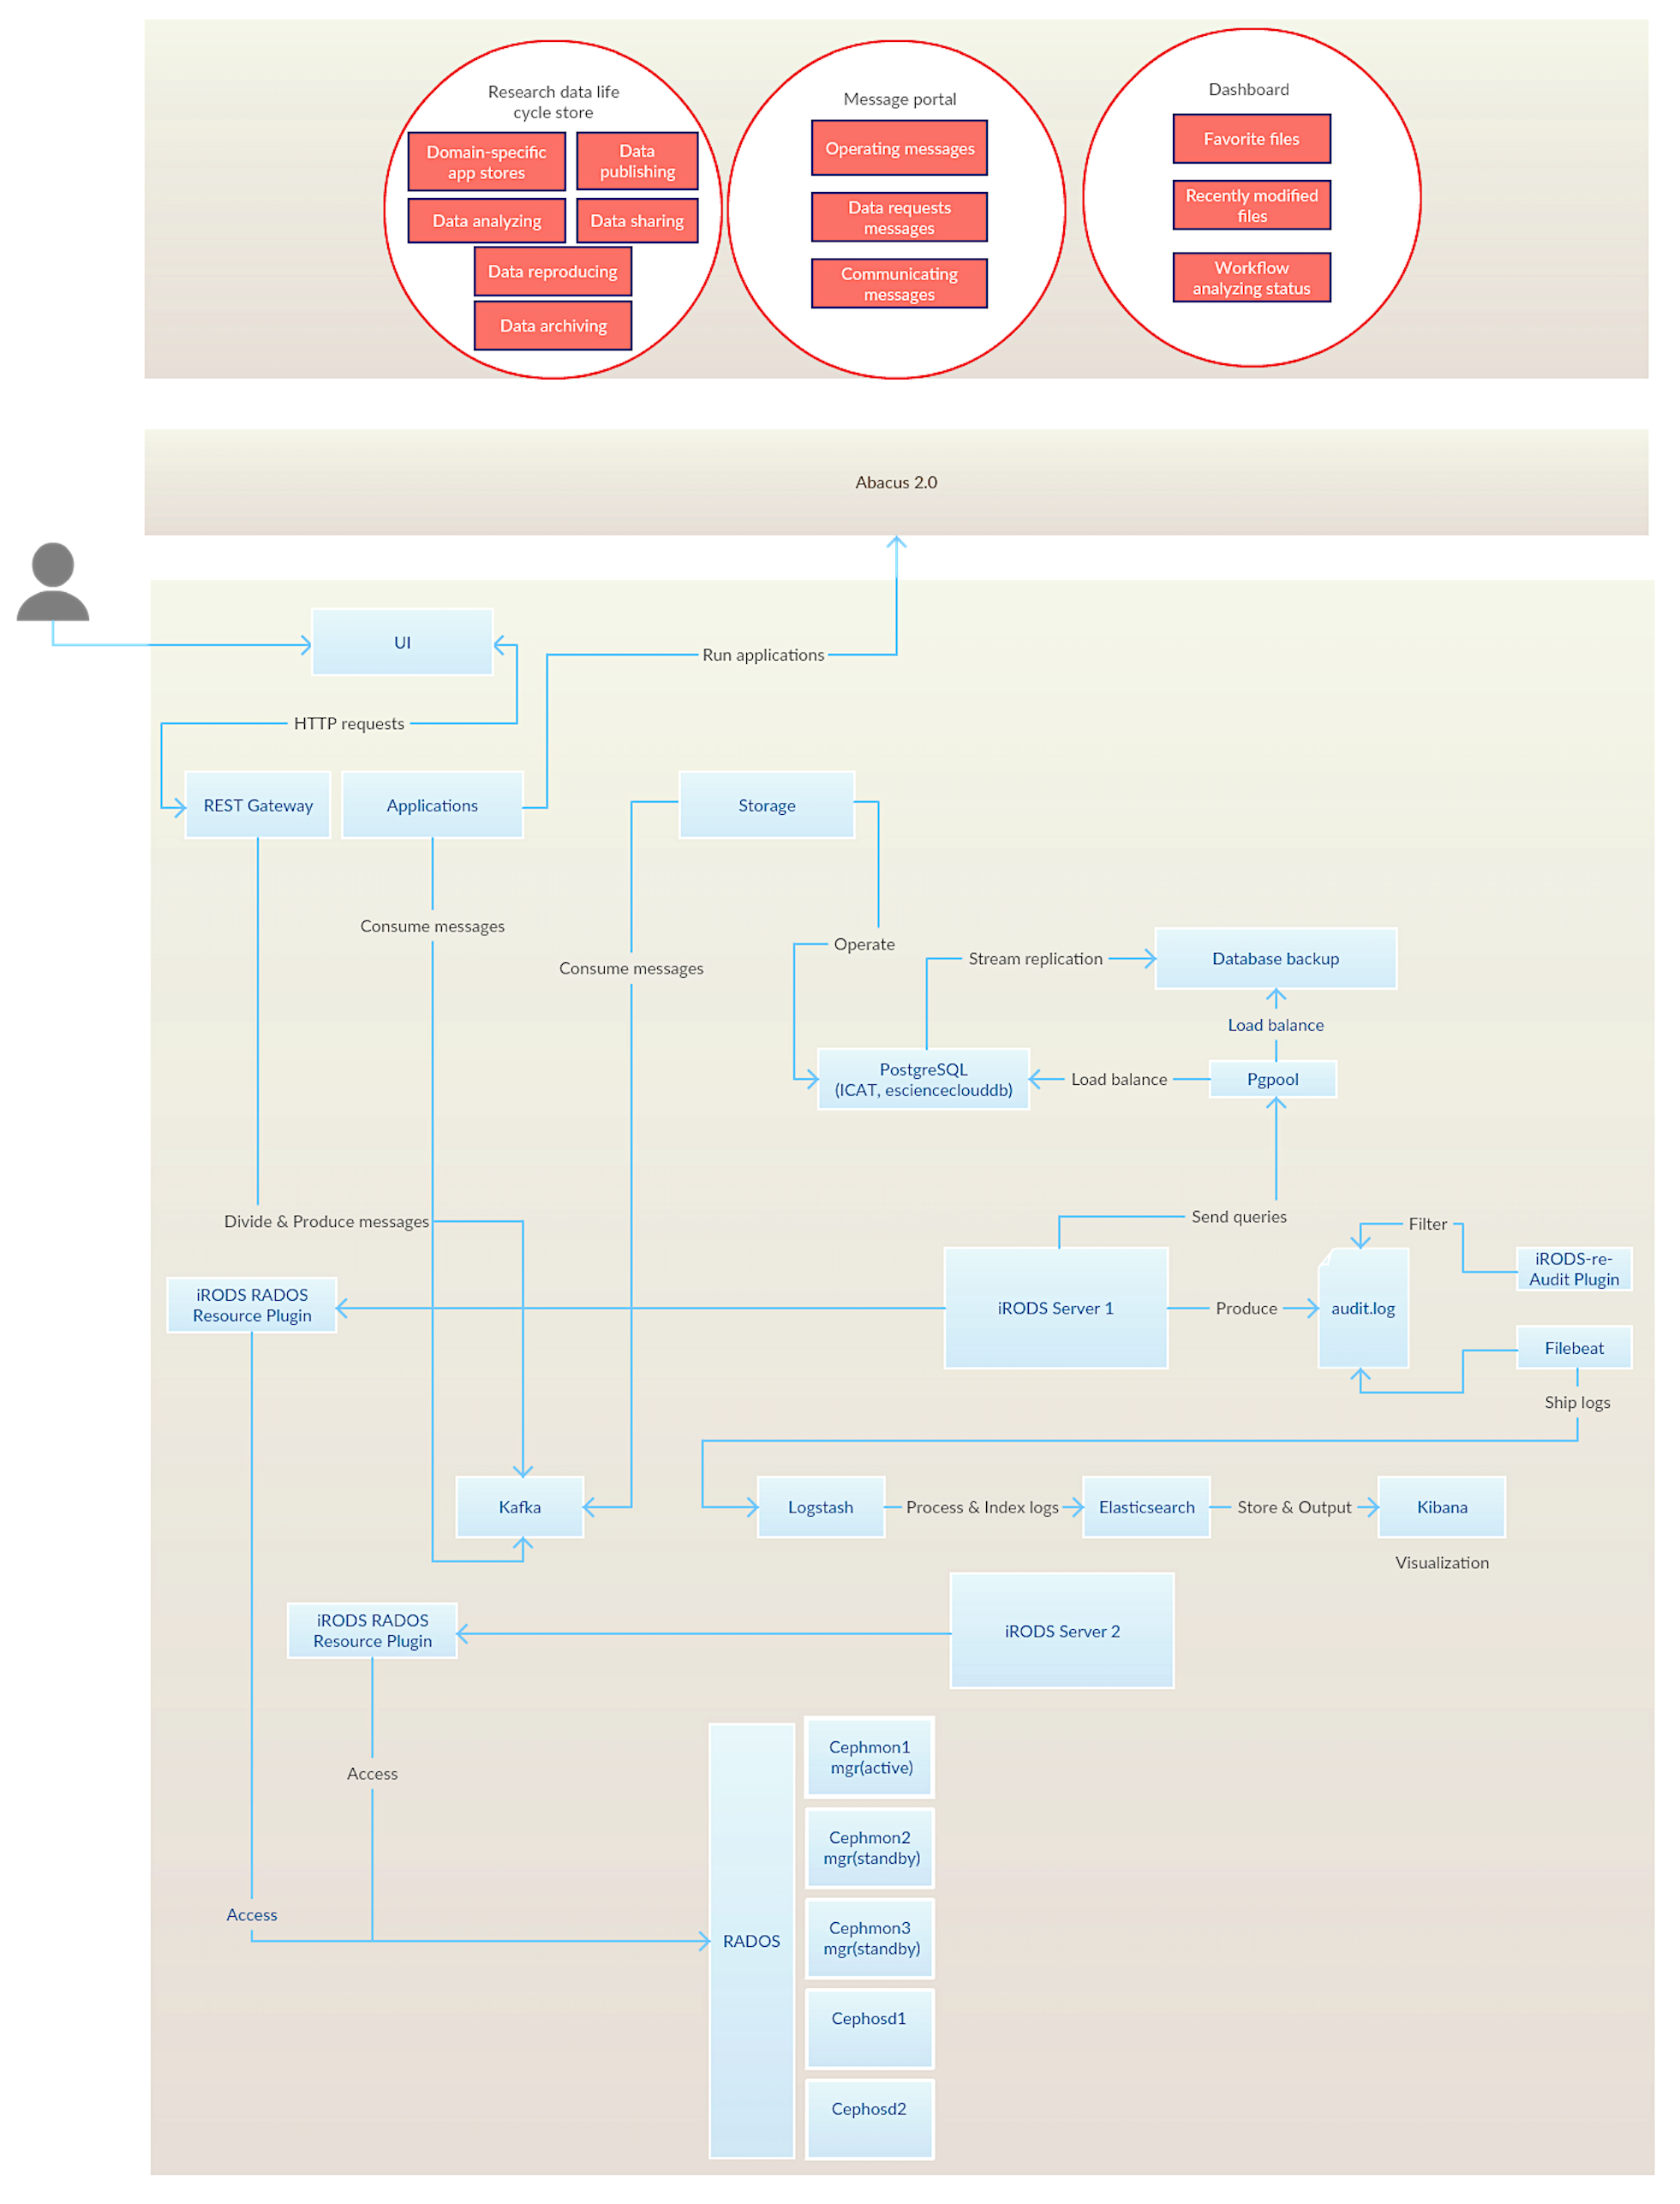 Research data life
cycle store
Domain-specific
app stores
Data
publishing
Data analyzing
Data sharing
Data reproducing
Data archiving
Message portal
Operating messages
Data requests
messages
Communicating
messages
Dashboard
Favorite files
Recently modified
files
Workflow
analyzing status
Abacus 2.0
UI
Run applications
HTTP requests
REST Gateway
Applications
Storage
Consume messages
Operate
Consume messages
Stream replication
Database backup
Load balance
PostgreSQL
(ICAT, escienceclouddb)
Load balance
Pgpool
Divide & Produce messages
Send queries
Filter
iRODS-re-
Audit Plugin
iRODS RADOS
Resource Plugin
iRODS Server 1
Produce
audit.log
Filebeat
Ship logs
Kafka
Logstash
Process & Index logs
Elasticsearch
Store & Output
Kibana
Visualization
iRODS RADOS
Resource Plugin
iRODS Server 2
Cephmon1
mgr(active)
Access
Cephmon2
mgr(standby)
Access
RADOS
Cephmon3
mgr(standby)
Cephosd1
Cephosd2